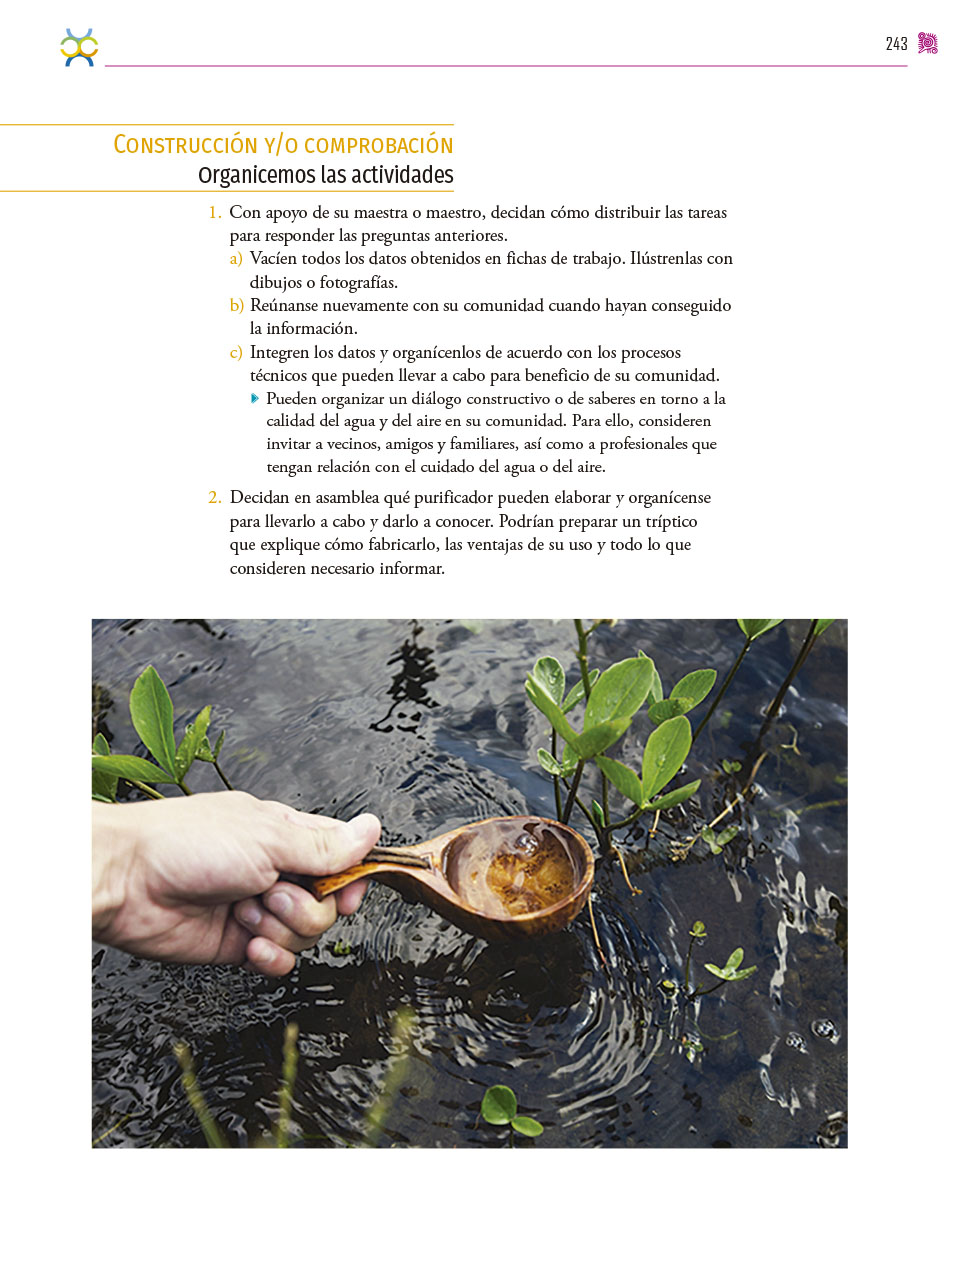 243
Construcción y/o comprobación
Organicemos las actividades
1. Con apoyo de su maestra o maestro, decidan cómo distribuir las tareas
para responder las preguntas anteriores.
a) Vacíen todos los datos obtenidos en fichas de trabajo. Ilústrenlas con
dibujos o fotografías.
b) Reúnanse nuevamente con su comunidad cuando hayan conseguido
la información.
c) Integren los datos y organícenlos de acuerdo con los procesos
técnicos que pueden llevar a cabo para beneficio de su comunidad.
Pueden organizar un diálogo constructivo o de saberes en torno a la
calidad del agua y del aire en su comunidad. Para ello, consideren
invitar a vecinos, amigos y familiares, así como a profesionales que
tengan relación con el cuidado del agua o del aire.
2. Decidan en asamblea qué purificador pueden elaborar y organícense
para llevarlo a cabo y darlo a conocer. Podrían preparar un tríptico
que explique cómo fabricarlo, las ventajas de su uso y todo lo que
consideren necesario informar.